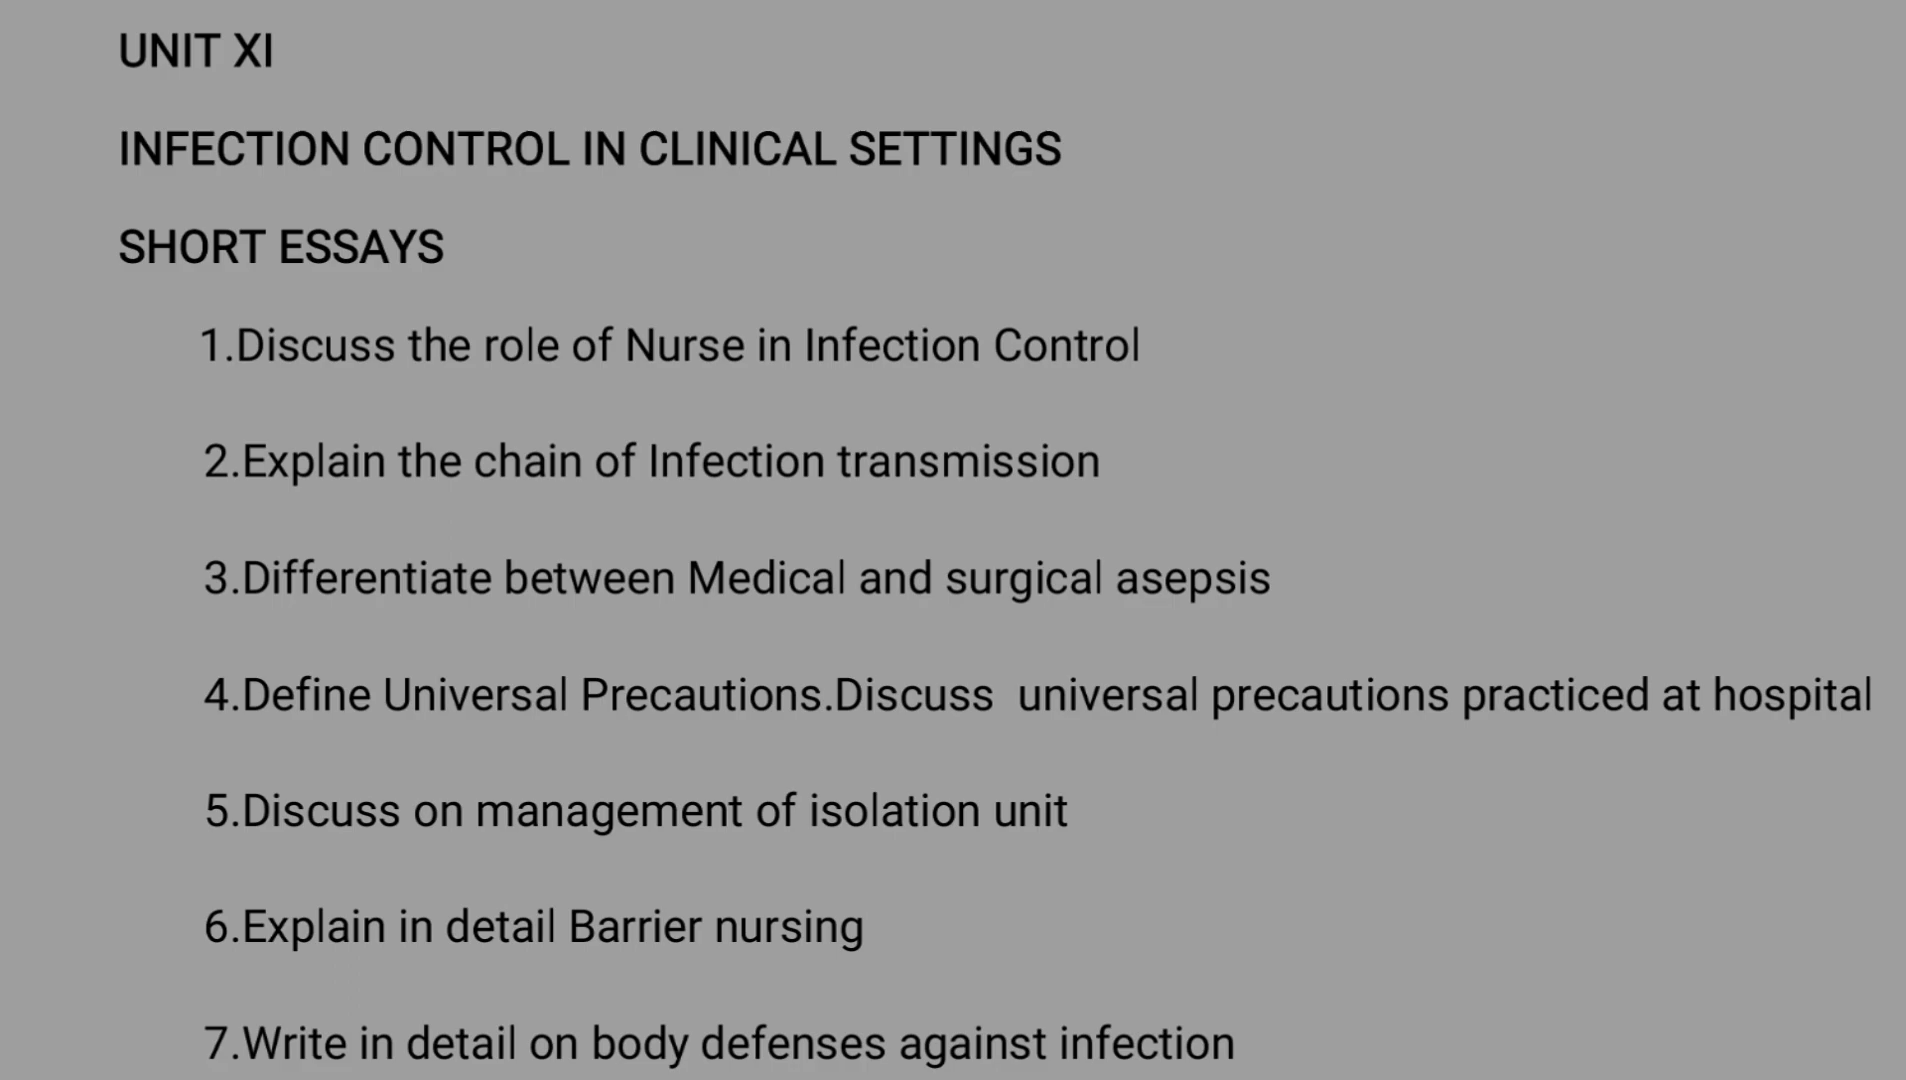 UNIT XI
INFECTION CONTROL IN CLINICAL SETTINGS
SHORT ESSAYS
1.Discuss the role of Nurse in Infection Control
2.Explain the chain of Infection transmission
3.Differentiate between Medical and surgical asepsis
4.Define Universal Precautions.Discuss  universal precautions practiced at hospital
5.Discuss on management of isolation unit
6.Explain in detail Barrier nursing
7.Write in detail on body defenses against infection